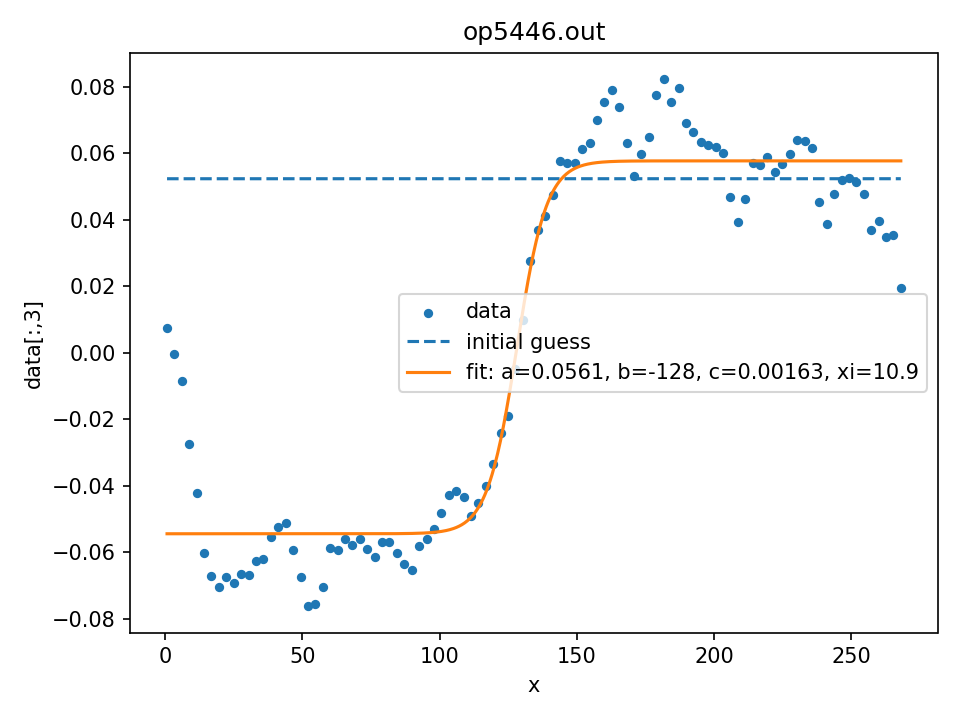 op5446.out
0.08
0.06
0.04
0.02
0.00
−0.02
−0.04
−0.06
−0.08
data[:,3]
data
initial guess
fit: a=0.0561, b=-128, c=0.00163, xi=10.9
0 50 100 150 200 250
x